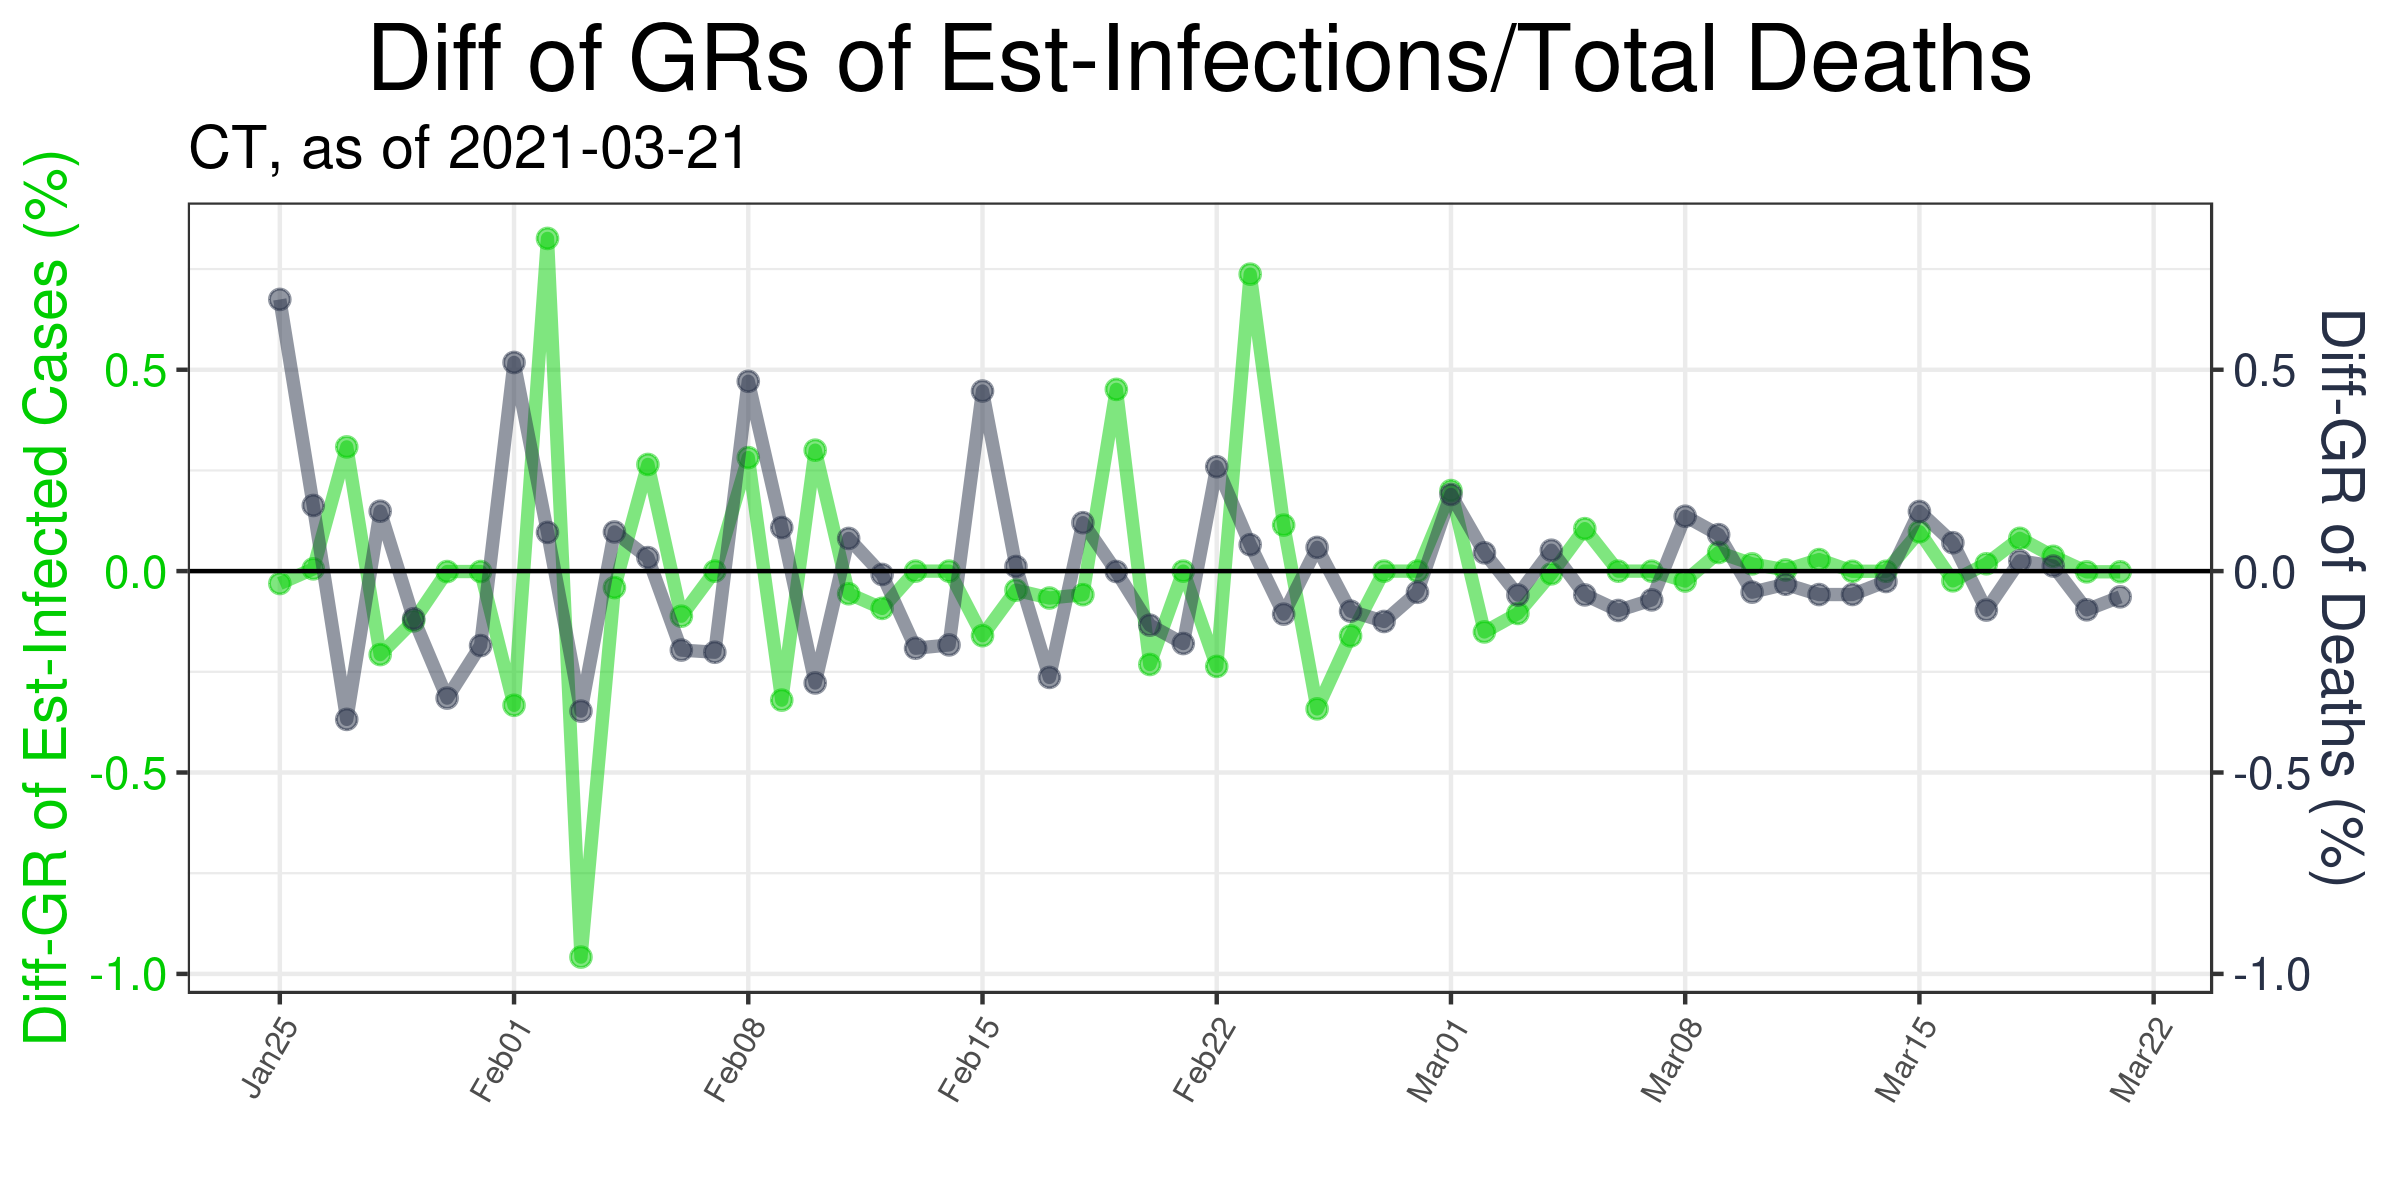 Diff of GRs of Est-Infections/Total Deaths
CT, as of 2021-03-21
Diff-GR of Est-Infected Cases (%)
0.5
0.0
-0.5
-1.0
Diff-GR of Deaths (%)
0.5
0.0
-0.5
-1.0
Jan25
Feb01
Feb08
Feb15
Feb22
Mar01
Mar08
Mar15
Mar22